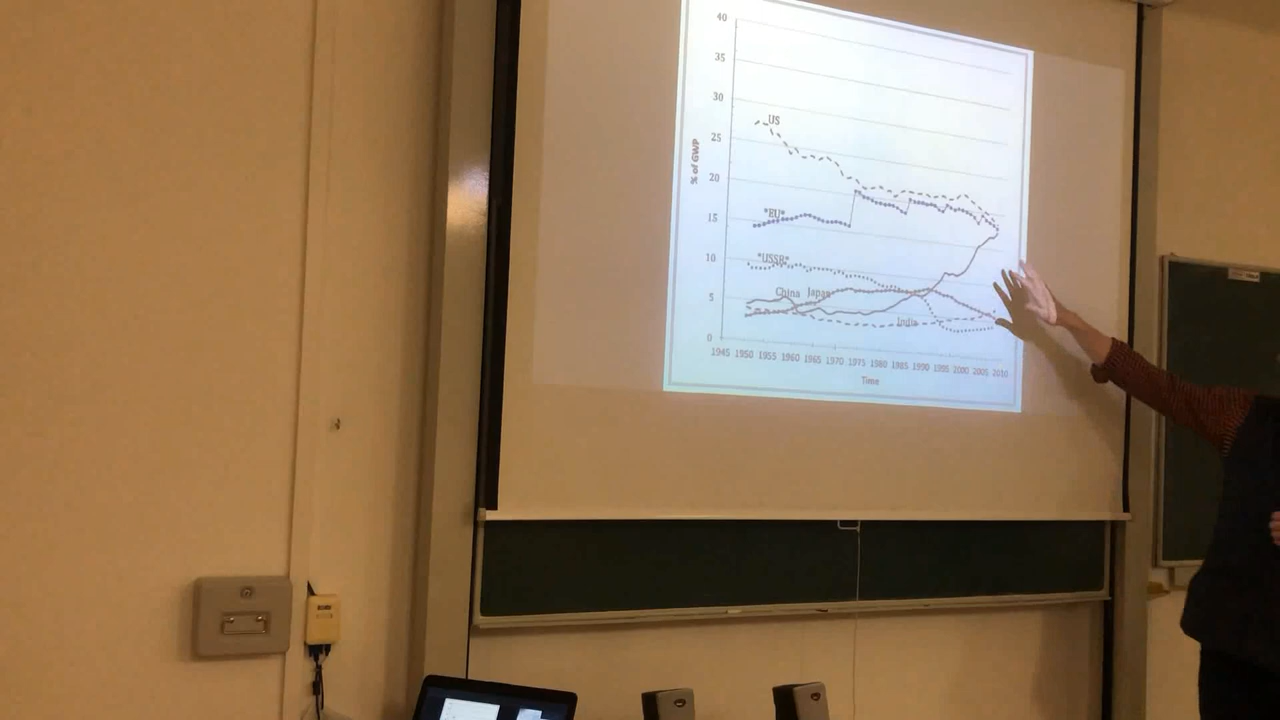 40
35
30
25
20
15
10
5
0
% of GWP
US
*EU*
*USSR*
China
Japan
India
1945 1950 1955 1960 1965 1970 1975 1980 1985 1990 1995 2000 2005 2010
Time